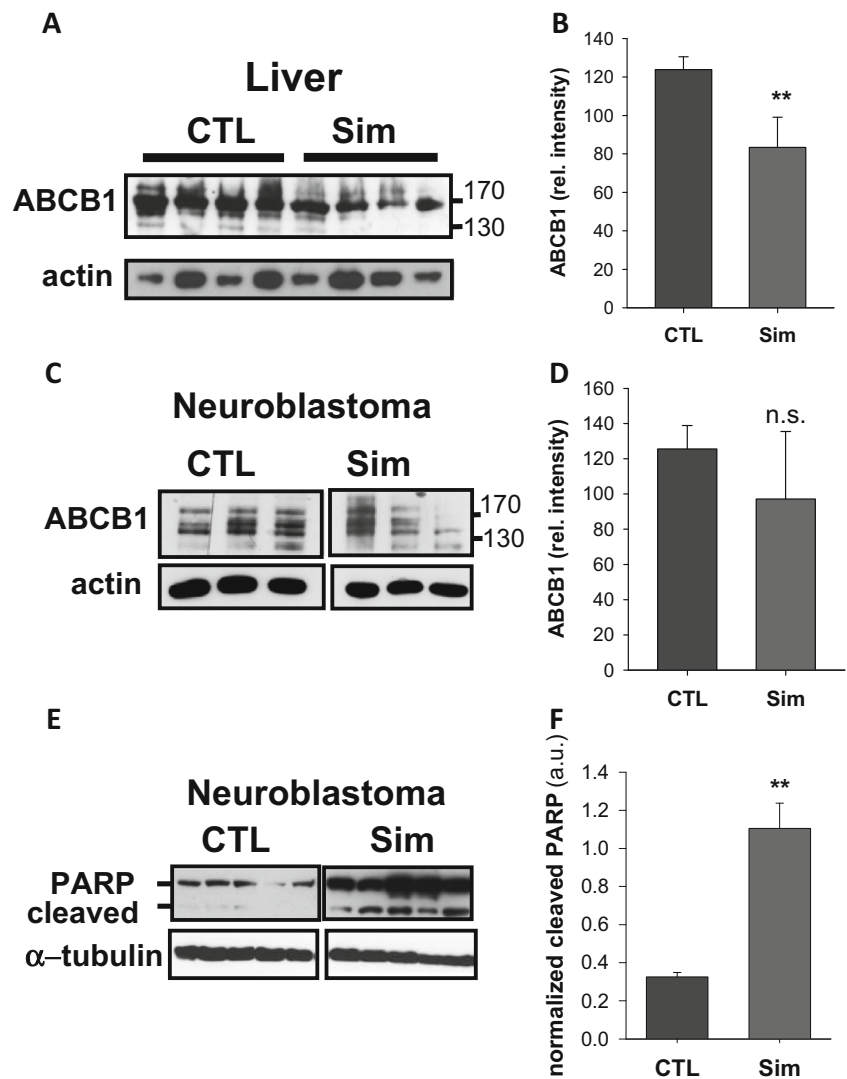 A
Liver
CTL Sim
ABCB1
170
130
actin
B
ABCB1 (rel. intensity)
140
120
100
80
60
40
20
0
**
CTL Sim
C
Neuroblastoma
CTL Sim
ABCB1
170
130
actin
D
ABCB1 (rel. intensity)
160
140
120
100
80
60
40
20
0
n.s.
CTL Sim
E
Neuroblastoma
CTL Sim
PARP
cleaved
α–tubulin
F
normalized cleaved PARP (a.u.)
1.4
1.2
1.0
0.8
0.6
0.4
0.2
0.0
**
CTL Sim